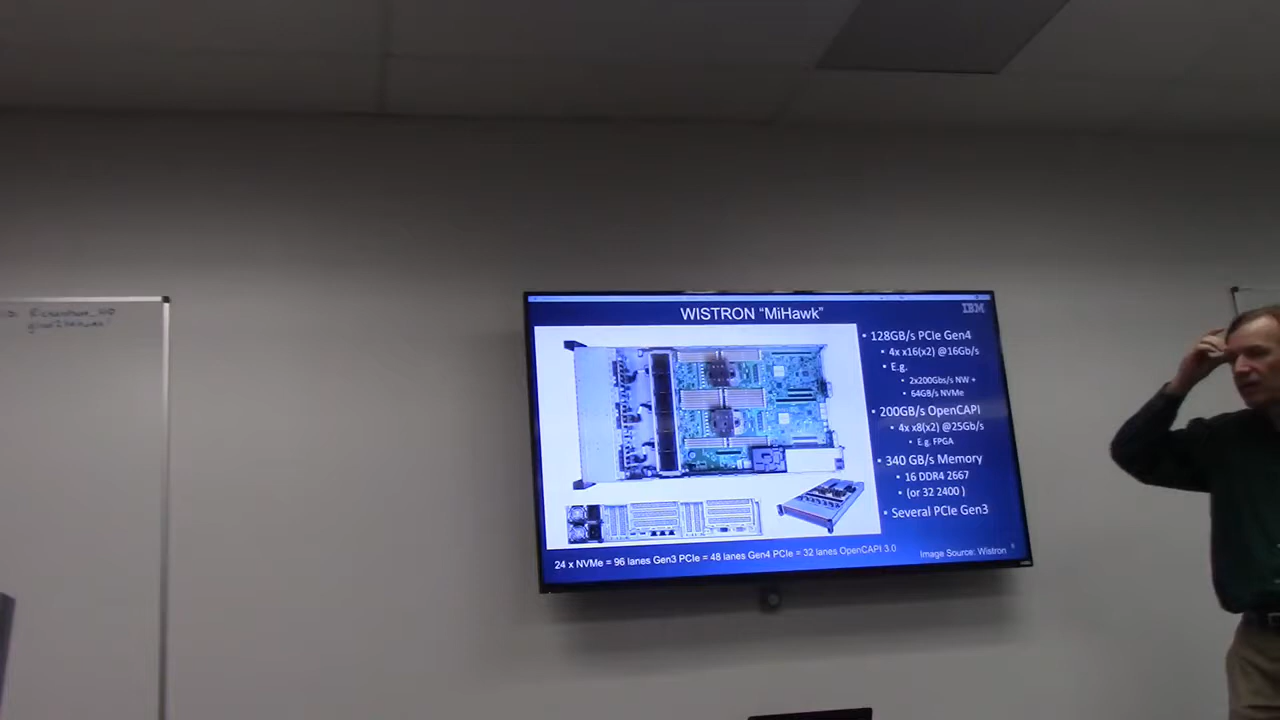 WISTRON "MiHawk"
IBM
128GB/s PCIe Gen4
4x x16(x2) @16Gb/s
E.g.
2x200Gbs/s NW +
64GB/s NVMe
200GB/s OpenCAPI
4x x8(x2) @25Gb/s
E.g. FPGA
340 GB/s Memory
16 DDR4 2667
(or 32 2400 )
Several PCIe Gen3
24 x NVMe = 96 lanes Gen3 PCIe = 48 lanes Gen4 PCIe = 32 lanes OpenCAPI 3.0
Image Source: Wistron